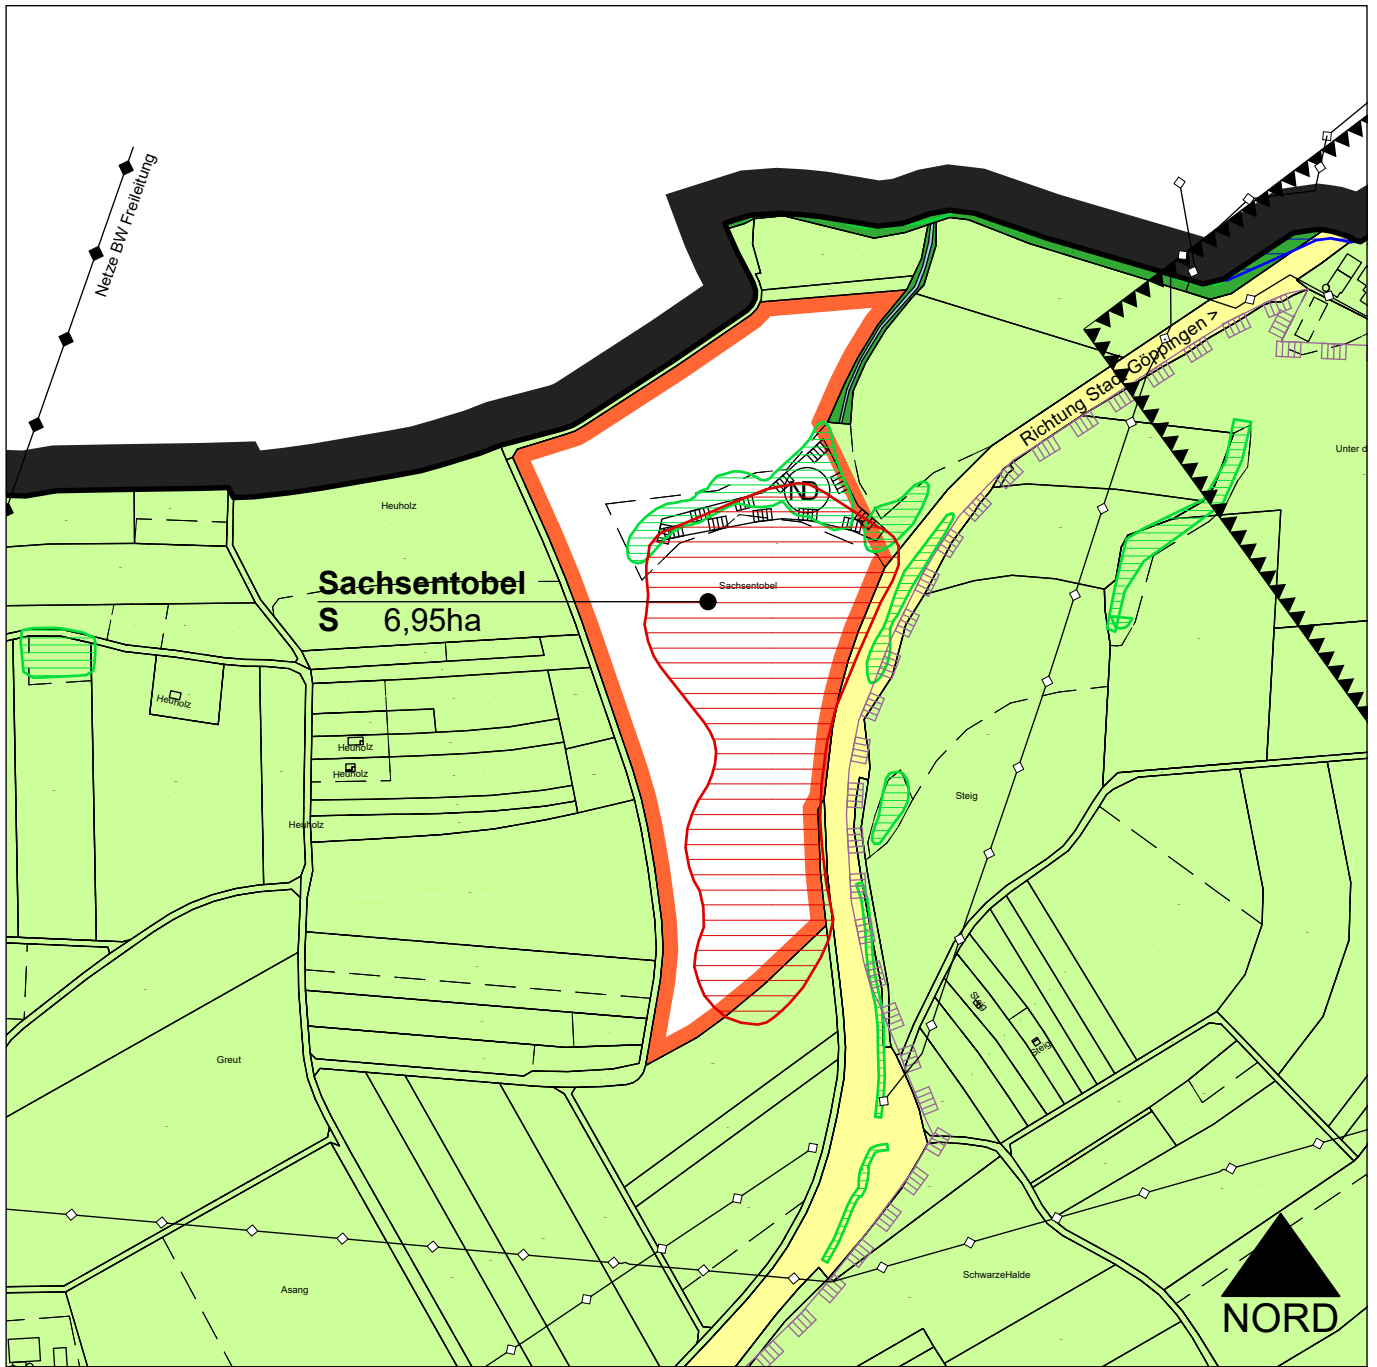 Netze BW Freileitung
Richtung Stadt Göppingen >
Unter d
Heuholz
ND
Sachsentobel
Sachsentobel
S 6,95ha
Heuholz
Heuholz
Heuholz
Heuholz
Steig
Steig
Steig
Greut
Asang
SchwarzeHalde
NORD